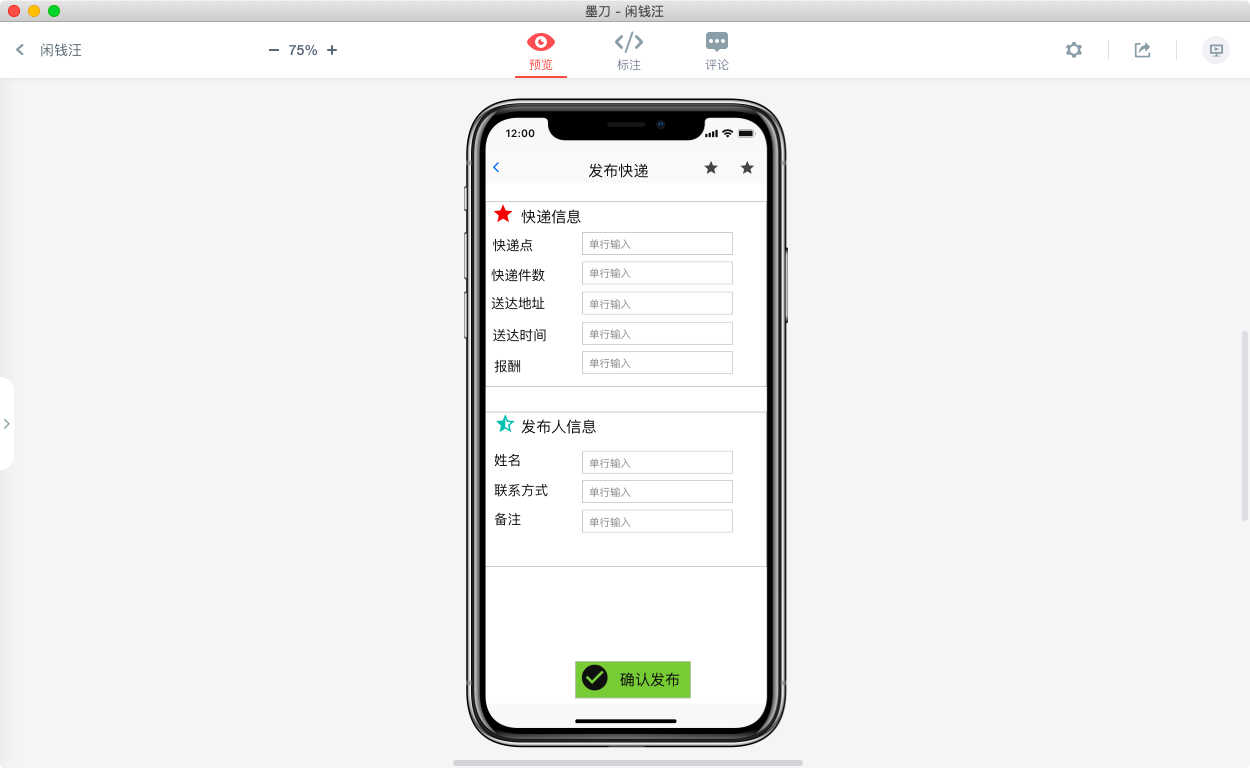 墨刀 - 闲钱汪
闲钱汪
75%
预览
标注
评论
12:00
发布快递
快递信息
快递点
单行输入
快递件数
单行输入
送达地址
单行输入
送达时间
单行输入
报酬
单行输入
发布人信息
姓名
单行输入
联系方式
单行输入
备注
单行输入
确认发布